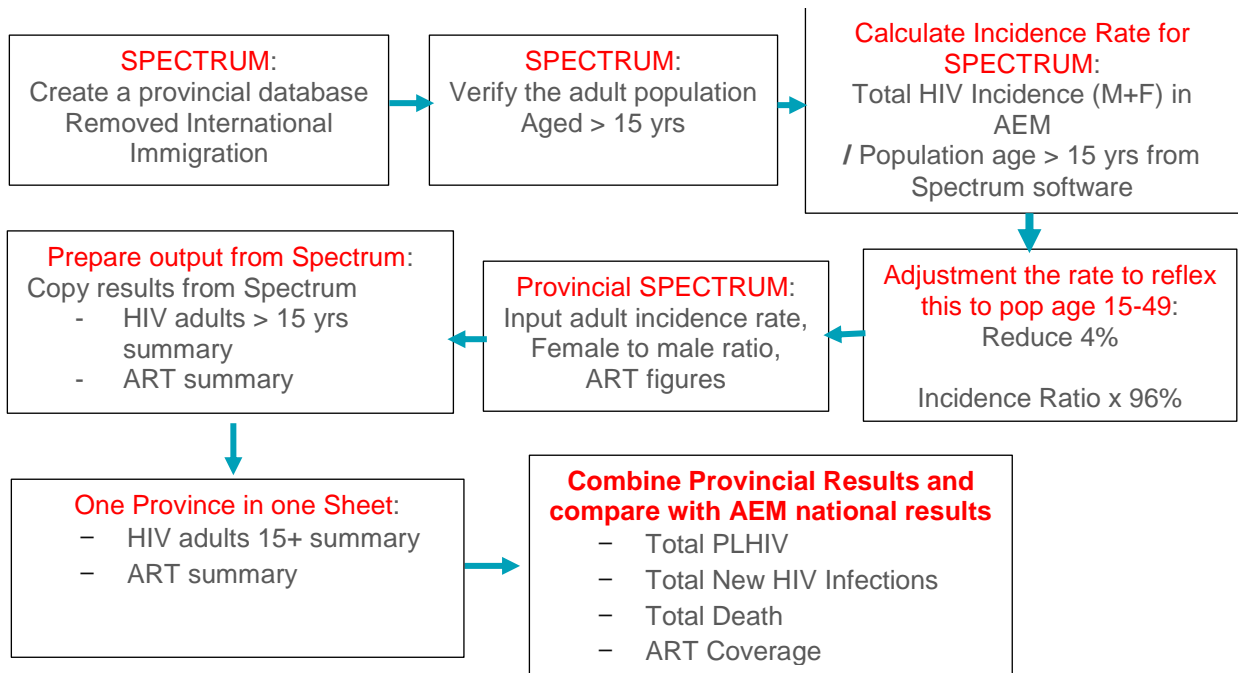 SPECTRUM:
Create a provincial database
Removed International
Immigration
SPECTRUM:
Verify the adult population
Aged > 15 yrs
Calculate Incidence Rate for
SPECTRUM:
Total HIV Incidence (M+F) in
AEM
/ Population age > 15 yrs from
Spectrum software
Adjustment the rate to reflex
this to pop age 15-49:
Reduce 4%
Incidence Ratio x 96%
Provincial SPECTRUM:
Input adult incidence rate,
Female to male ratio,
ART figures
Prepare output from Spectrum:
Copy results from Spectrum
- HIV adults > 15 yrs
summary
- ART summary
One Province in one Sheet:
− HIV adults 15+ summary
− ART summary
Combine Provincial Results and
compare with AEM national results
− Total PLHIV
− Total New HIV Infections
− Total Death
− ART Coverage